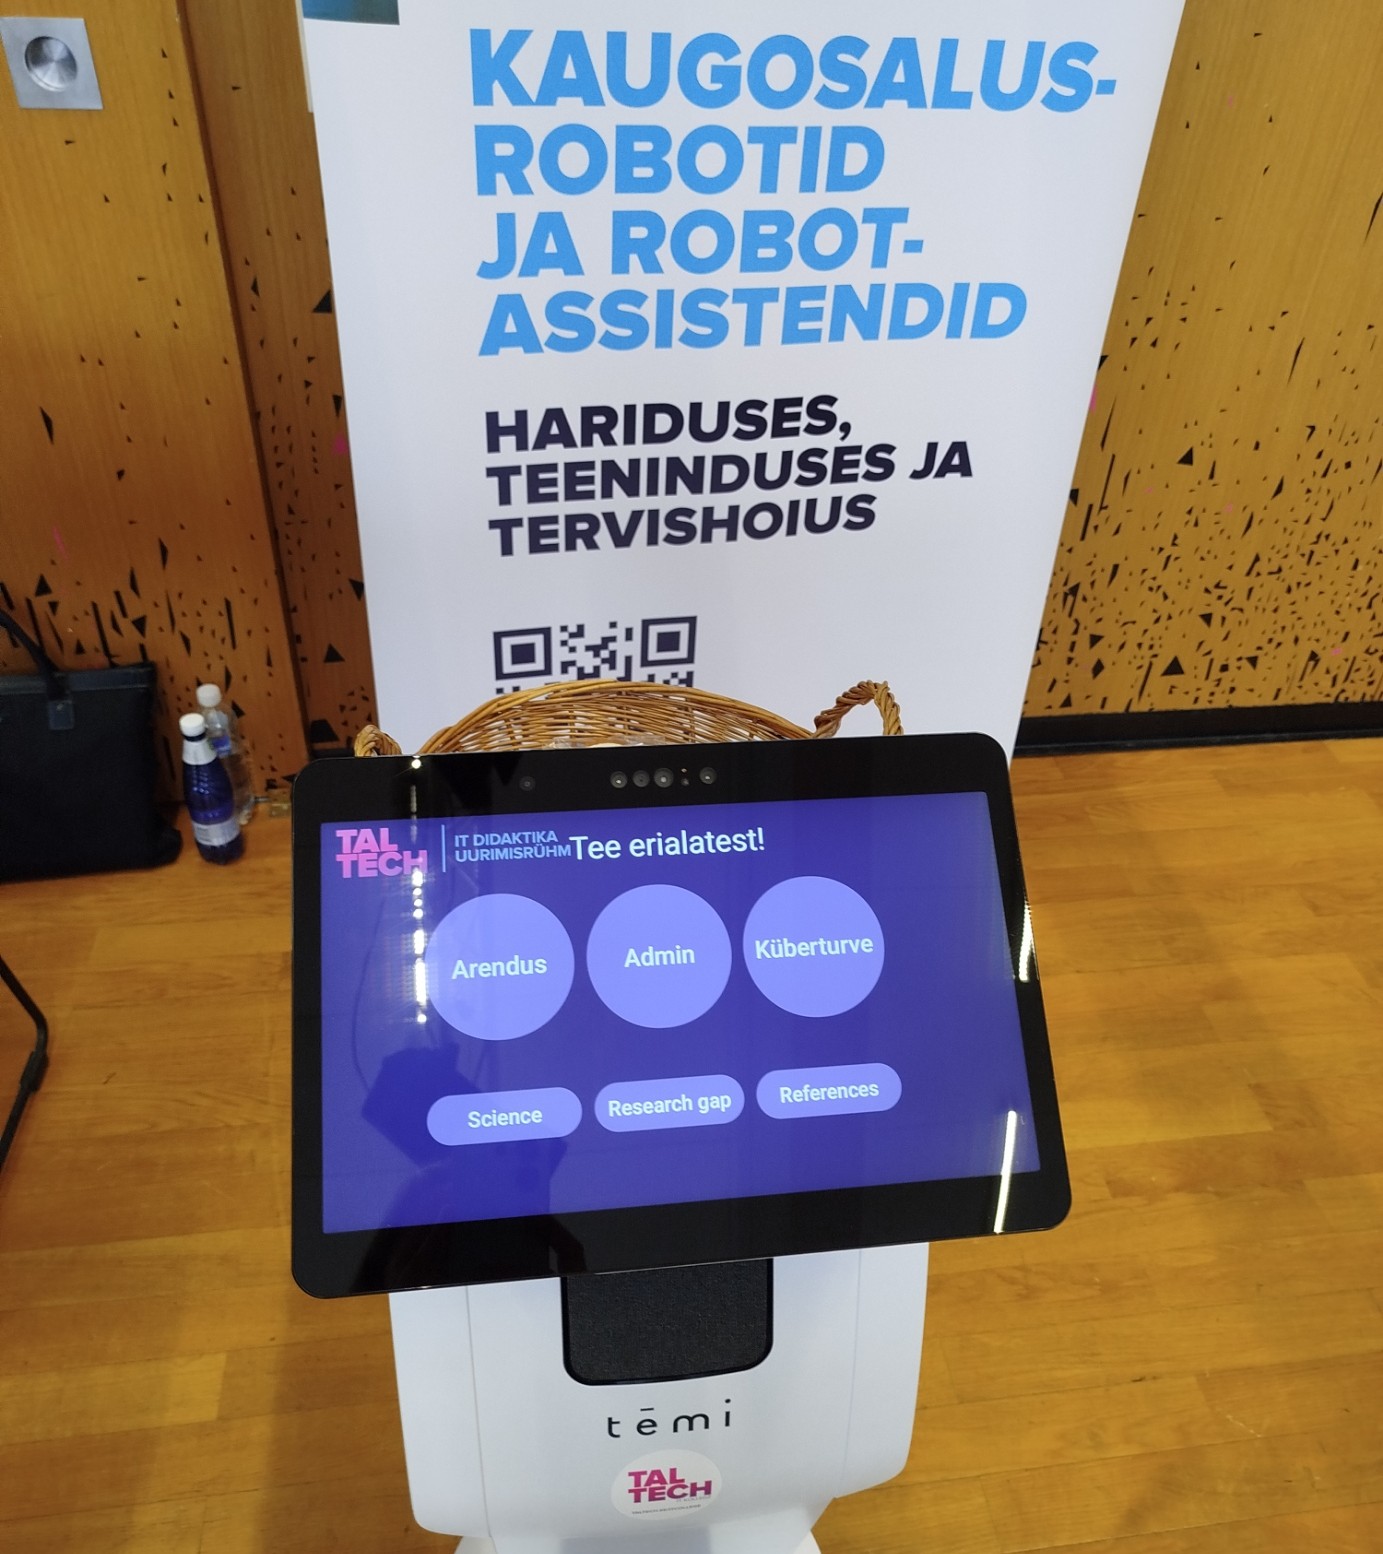 KAUGOSALUS-
ROBOTID
JA ROBOT-
ASSISTENDID
HARIDUSES,
TEENINDUSES JA
TERVISHOIUS
TAL
TECH
IT DIDAKTIKA
UURIMISRÜHM
Tee erialatest!
Arendus
Admin
Küberturve
Science
Research gap
References
tēmi
TAL
TECH